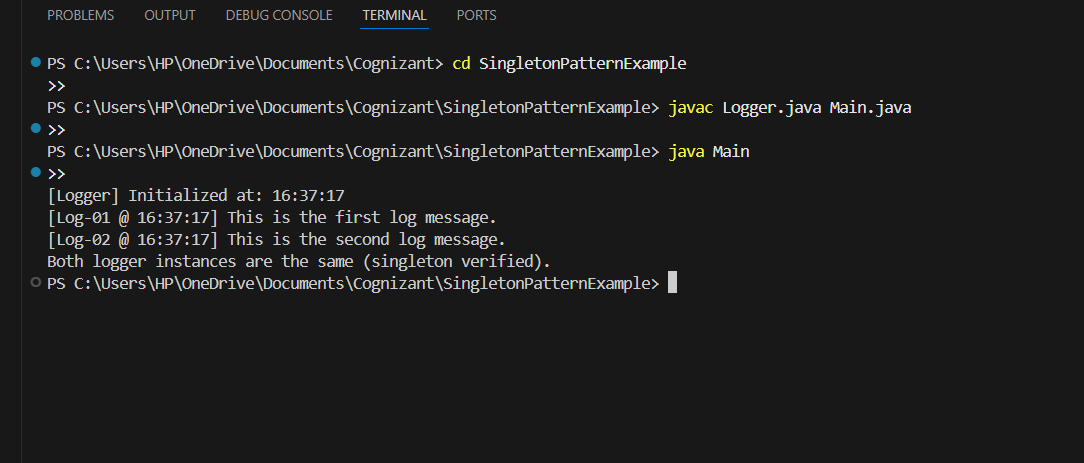 PROBLEMS OUTPUT DEBUG CONSOLE TERMINAL PORTS
PS C:\Users\HP\OneDrive\Documents\Cognizant> cd SingletonPatternExample
>>
PS C:\Users\HP\OneDrive\Documents\Cognizant\SingletonPatternExample> javac Logger.java Main.java
>>
PS C:\Users\HP\OneDrive\Documents\Cognizant\SingletonPatternExample> java Main
>>
[Logger] Initialized at: 16:37:17
[Log-01 @ 16:37:17] This is the first log message.
[Log-02 @ 16:37:17] This is the second log message.
Both logger instances are the same (singleton verified).
PS C:\Users\HP\OneDrive\Documents\Cognizant\SingletonPatternExample>